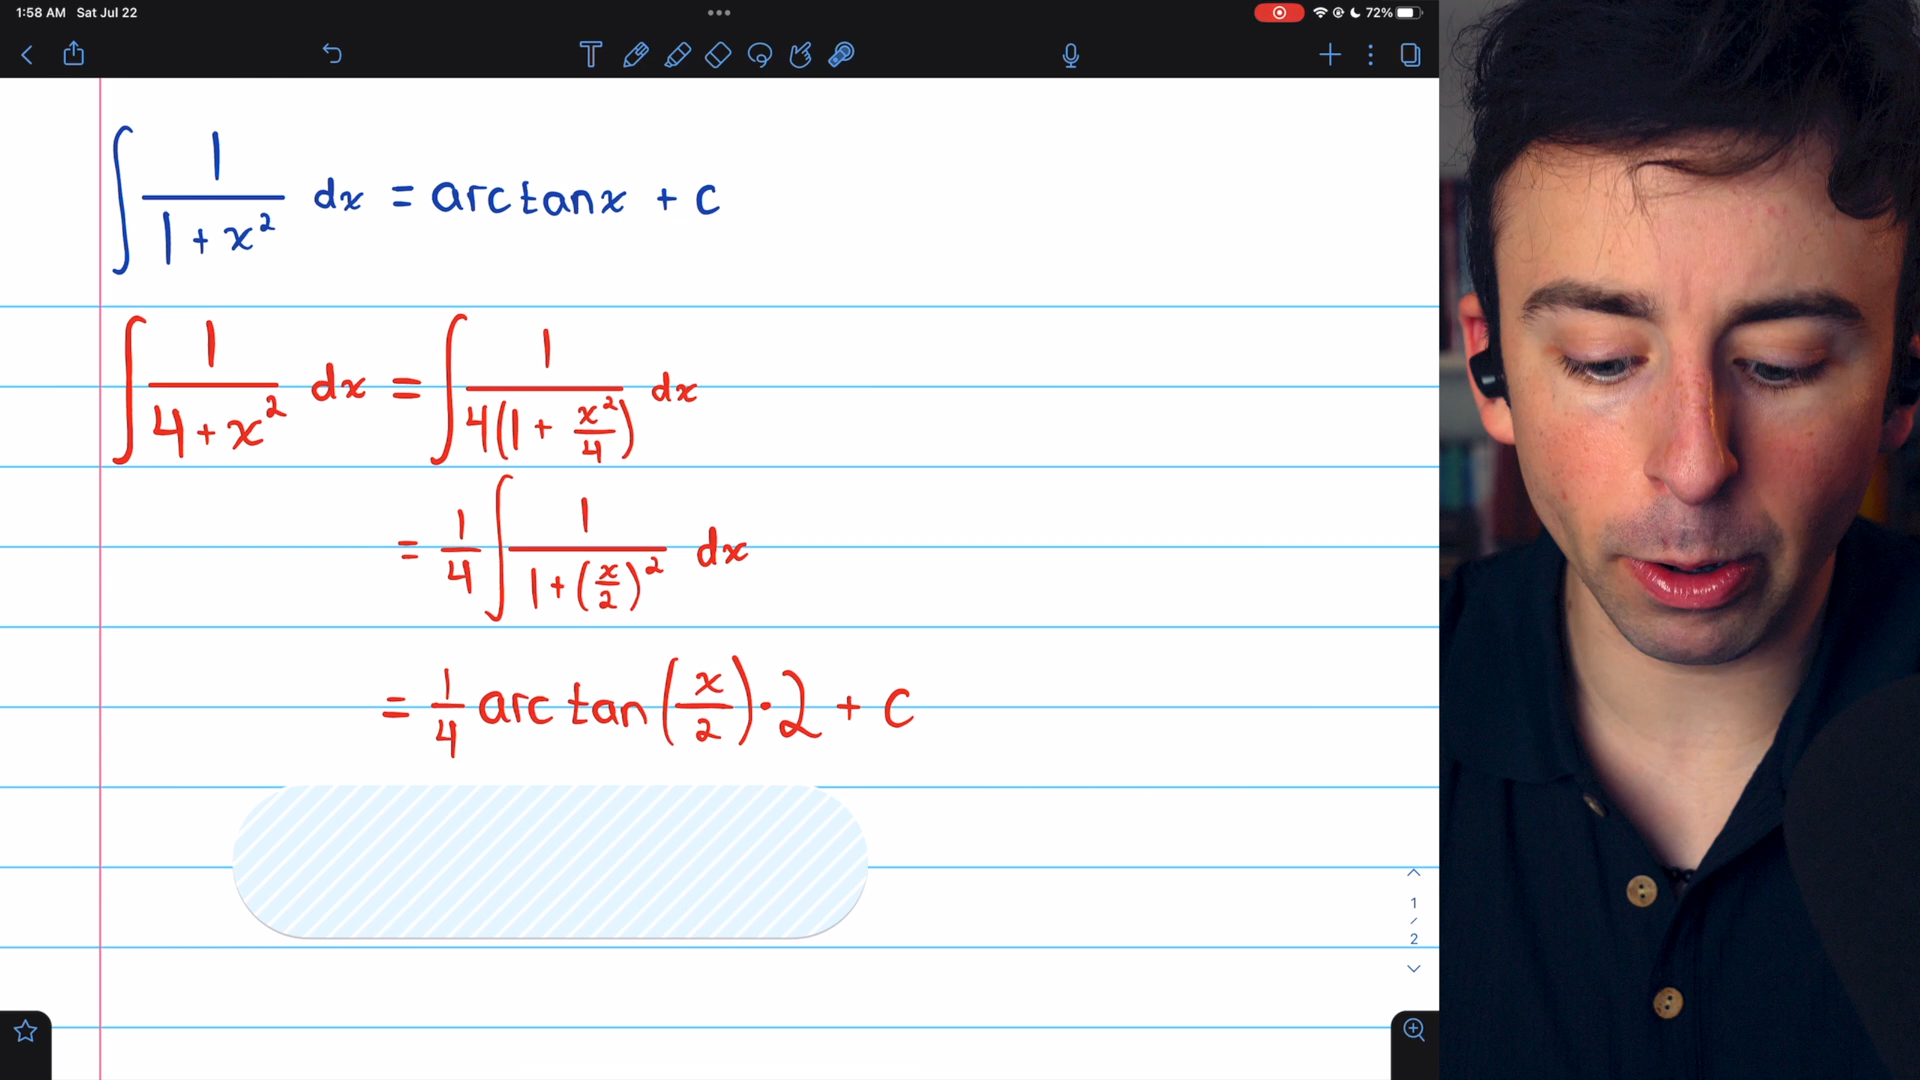 1:58 AM Sat Jul 22 72%
∫ 1/(1 + x²) dx = arctanx + c
∫ 1/(4 + x²) dx = ∫ 1/(4(1 + x²/4)) dx
= 1/4 ∫ 1/(1 + (x/2)²) dx
= 1/4 arctan(x/2) · 2 + c
1
/
2